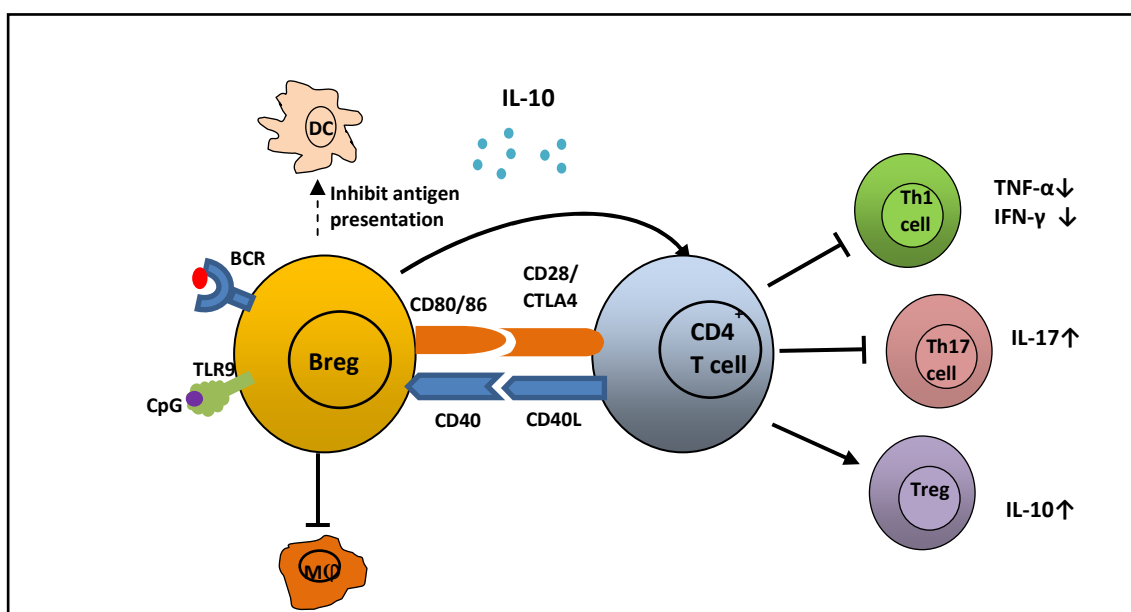 IL-10
DC
Inhibit antigen
presentation
Th1
cell
TNF-α↓
IFN-γ ↓
BCR
CD80/86
CD28/
CTLA4
TLR9
CpG
Breg
CD4+
T cell
CD40
CD40L
Th17
cell
IL-17↑
Treg
IL-10↑
Mφ